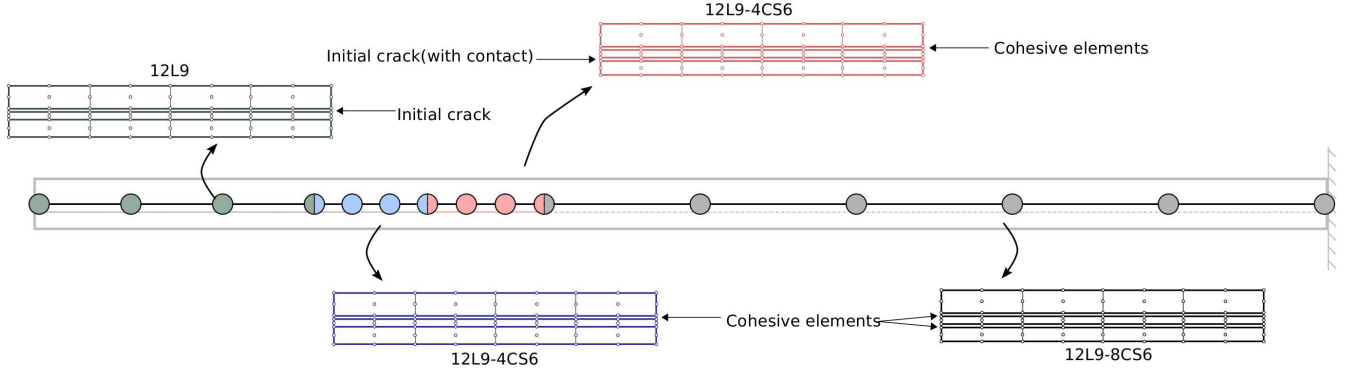 12L9-4CS6
Initial crack(with contact)
Cohesive elements
12L9
Initial crack
Cohesive elements
12L9-4CS6
12L9-8CS6